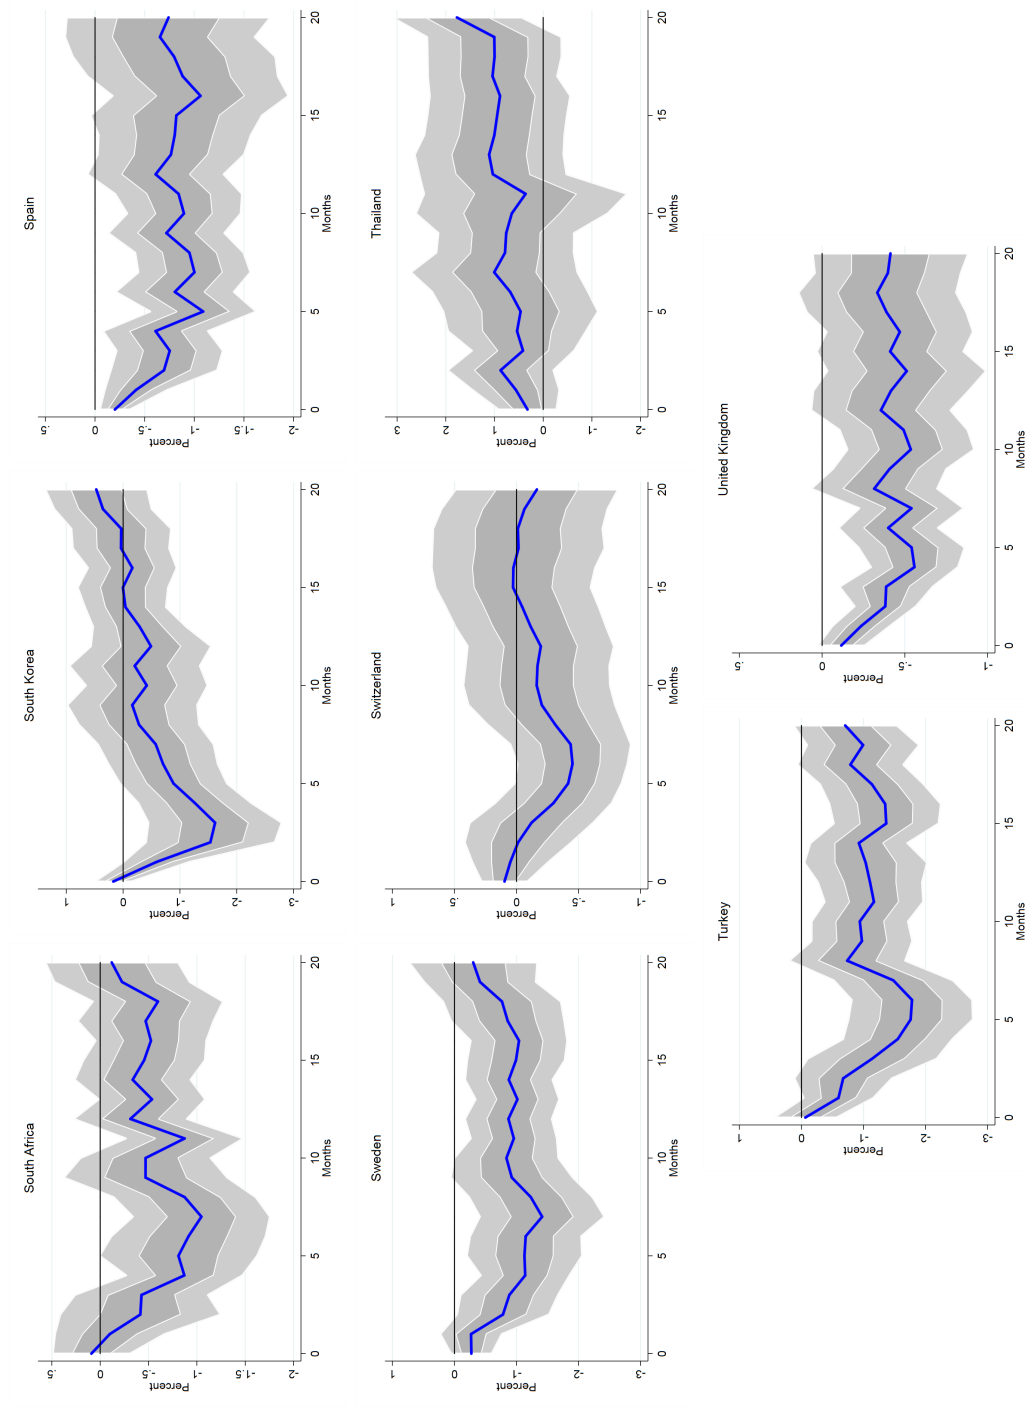 South Africa
Percent
.5
0
-.5
-1
-1.5
-2
0 5 10 15 20
Months
South Korea
Percent
1
0
-1
-2
-3
0 5 10 15 20
Months
Spain
Percent
.5
0
-.5
-1
-1.5
-2
0 5 10 15 20
Months
Sweden
Percent
1
0
-1
-2
-3
0 5 10 15 20
Months
Switzerland
Percent
1
.5
0
-.5
-1
0 5 10 15 20
Months
Thailand
Percent
3
2
1
0
-1
-2
0 5 10 15 20
Months
Turkey
Percent
1
0
-1
-2
-3
0 5 10 15 20
Months
United Kingdom
Percent
.5
0
-.5
-1
0 5 10 15 20
Months